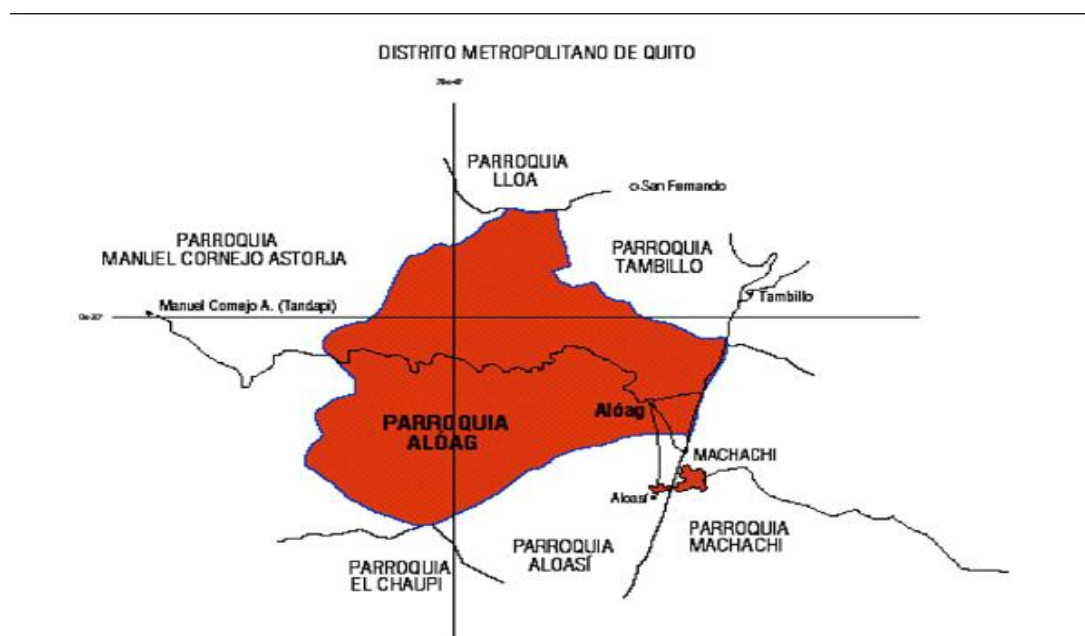 DISTRITO METROPOLITANO DE QUITO
PARROQUIA
LLOA
San Fernando
PARROQUIA
MANUEL CORNEJO ASTORJA
PARROQUIA
TAMBILLO
Manuel Cornejo A. (Tandapi)
Tambillo
Alóag
PARROQUIA
ALÓAG
MACHACHI
Aloasí
PARROQUIA
MACHACHI
PARROQUIA
ALOASÍ
PARROQUIA
EL CHAUPI